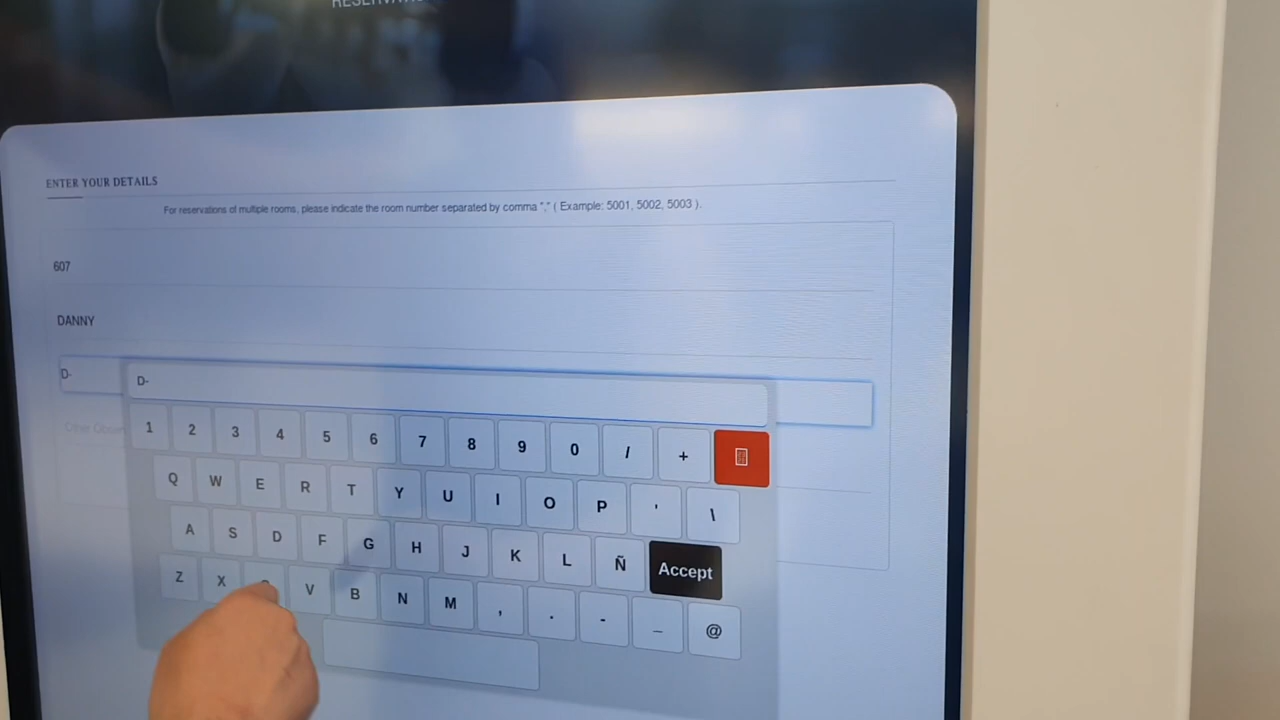 ENTER YOUR DETAILS
For reservations of multiple rooms, please indicate the room number separated by comma "," ( Example: 5001, 5002, 5003 ).
607
DANNY
D-
D-
Other
1 2 3 4 5 6 7 8 9 0 / +
Q W E R T Y U I O P ' \
A S D F G H J K L Ñ Accept
Z X V B N M , . - _ @